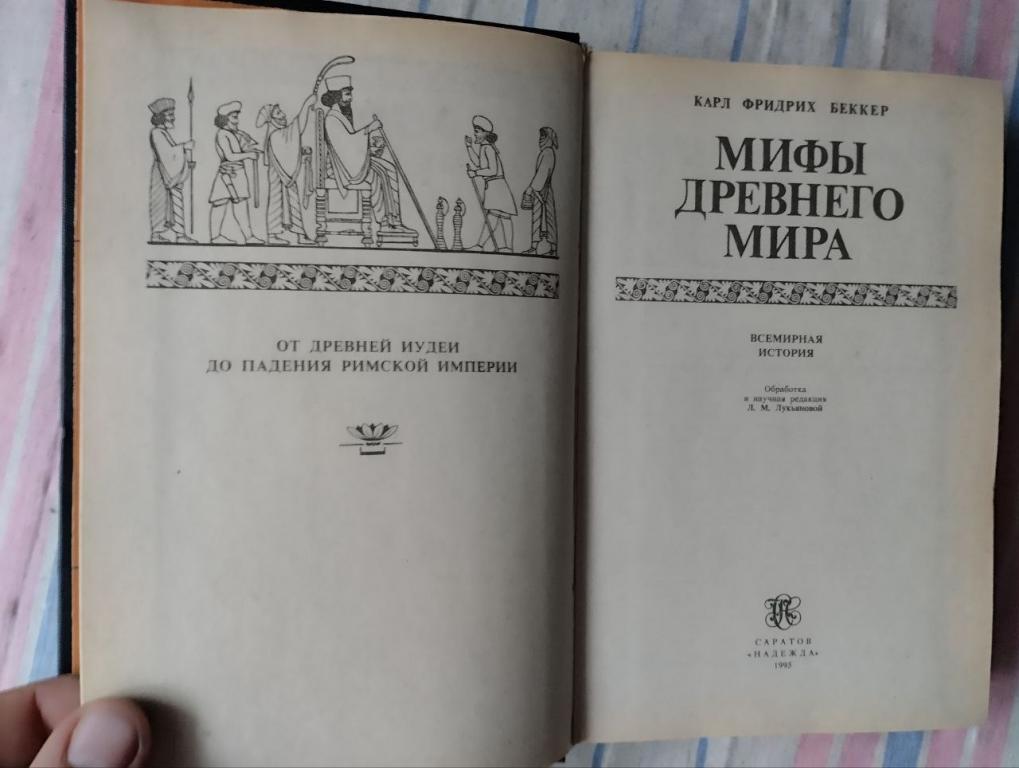 ОТ ДРЕВНЕЙ ИУДЕИ
ДО ПАДЕНИЯ РИМСКОЙ ИМПЕРИИ
КАРЛ ФРИДРИХ БЕККЕР
МИФЫ
ДРЕВНЕГО
МИРА
ВСЕМИРНАЯ
ИСТОРИЯ
Обработка
и научная редакция
Л. М. Лукьяновой
САРАТОВ
«НАДЕЖДА»
1995